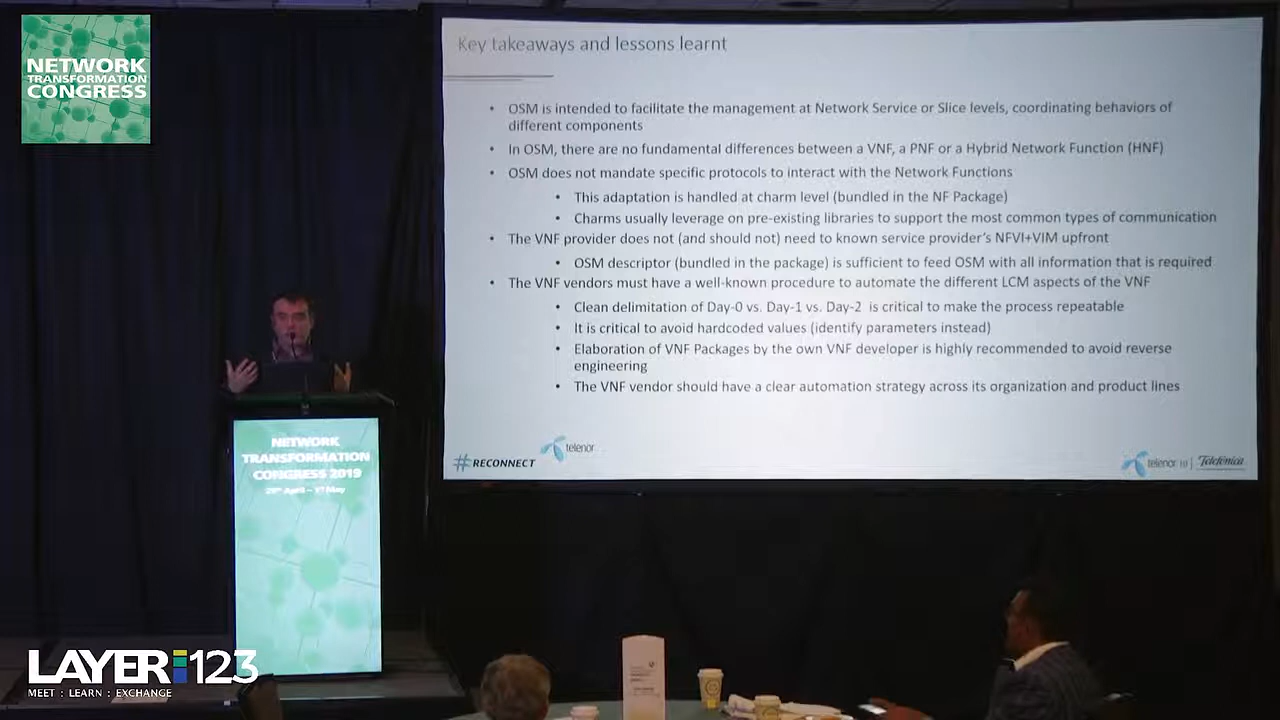 NETWORK
TRANSFORMATION
CONGRESS
Key takeaways and lessons learnt
• OSM is intended to facilitate the management at Network Service or Slice levels, coordinating behaviors of
different components
• In OSM, there are no fundamental differences between a VNF, a PNF or a Hybrid Network Function (HNF)
• OSM does not mandate specific protocols to interact with the Network Functions
• This adaptation is handled at charm level (bundled in the NF Package)
• Charms usually leverage on pre-existing libraries to support the most common types of communication
• The VNF provider does not (and should not) need to known service provider's NFVI+VIM upfront
• OSM descriptor (bundled in the package) is sufficient to feed OSM with all information that is required
• The VNF vendors must have a well-known procedure to automate the different LCM aspects of the VNF
• Clean delimitation of Day-0 vs. Day-1 vs. Day-2 is critical to make the process repeatable
• It is critical to avoid hardcoded values (identify parameters instead)
• Elaboration of VNF Packages by the own VNF developer is highly recommended to avoid reverse
engineering
• The VNF vendor should have a clear automation strategy across its organization and product lines
#RECONNECT
telenor
telenor 10 | Telefónica
NETWORK
TRANSFORMATION
CONGRESS 2019
29th April – 1st May
LAYER123
MEET : LEARN : EXCHANGE